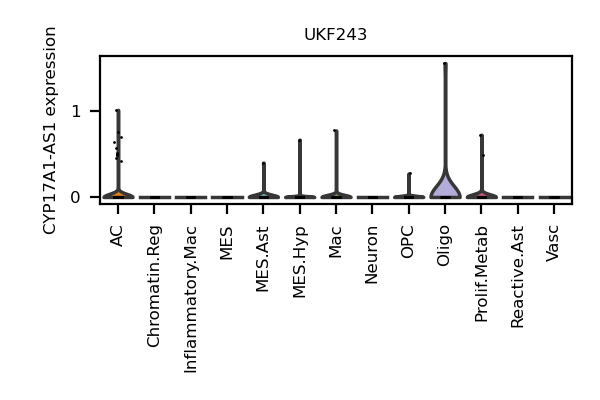 UKF243
CYP17A1-AS1 expression
1
0
AC
Chromatin.Reg
Inflammatory.Mac
MES
MES.Ast
MES.Hyp
Mac
Neuron
OPC
Oligo
Prolif.Metab
Reactive.Ast
Vasc